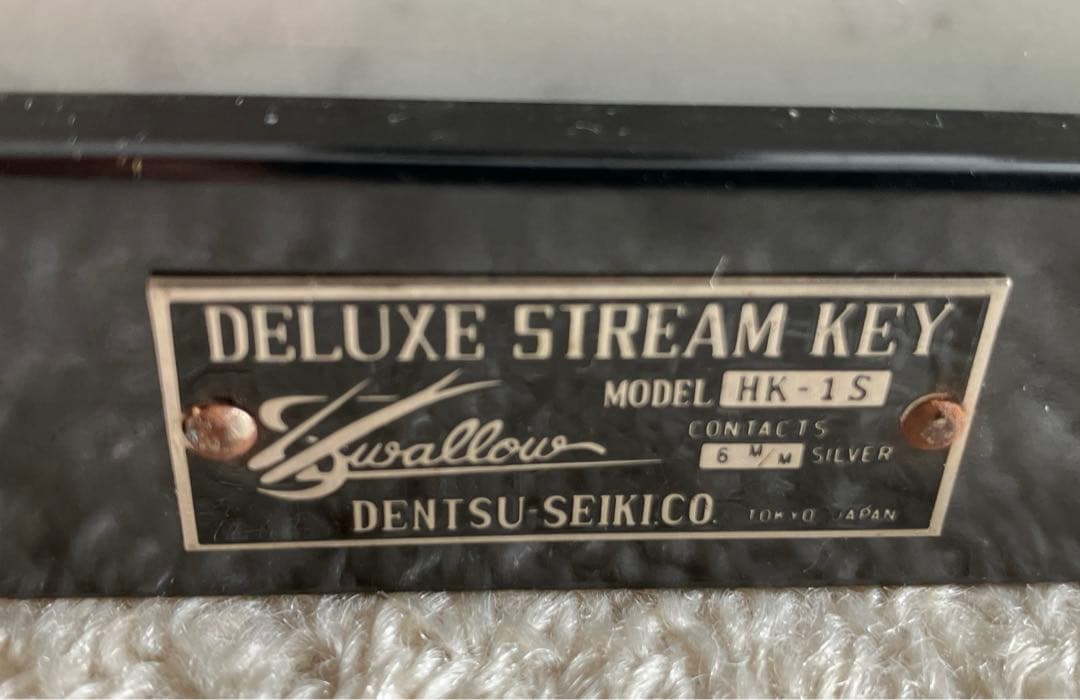 DELUXE STREAM KEY
MODEL HK-1S
Swallow
CONTACTS
6 M/M SILVER
DENTSU-SEIKI.CO. TOKYO JAPAN